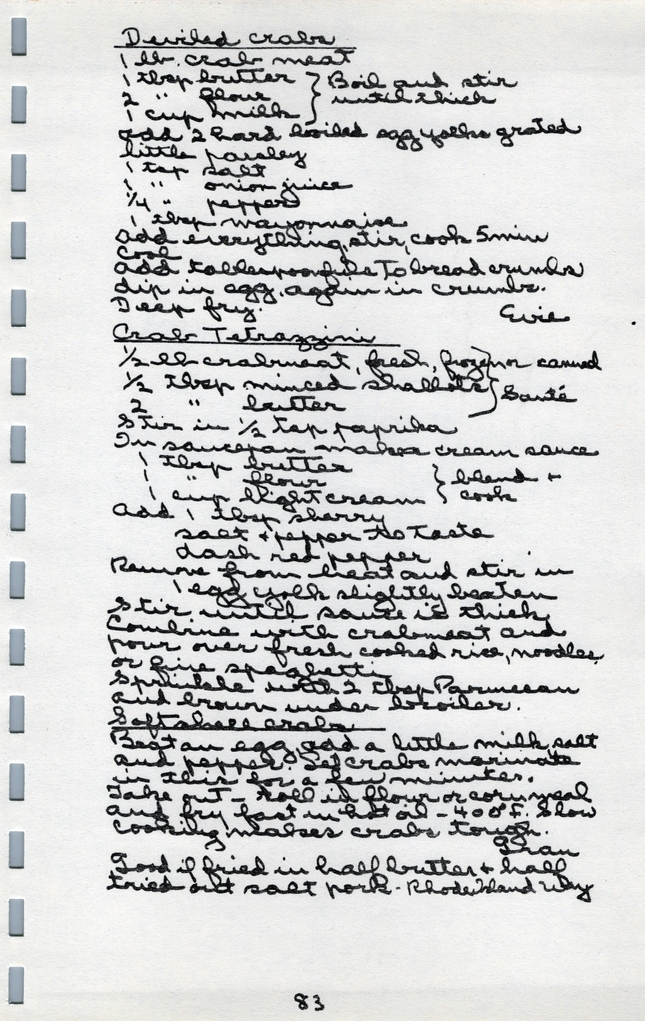 Deviled crabs
1 lb. crab meat
1 tbsp butter } Boil and stir
2 " flour } until thick
1 cup milk }
add 2 hard boiled egg yolks grated
little parsley
1 tsp salt
1 " onion juice
1/4 " pepper
1 tbsp mayonnaise
add everything, stir, cook 5 min
Cool
add tablespoonfuls to bread crumbs
dip in egg, again in crumbs.
Deep fry.
Evie
Crab Tetrazzini
1/2 lb crabmeat, fresh, frozen or canned
1/2 tbsp minced shallots } Sauté
2 " butter }
Stir in 1/2 tsp paprika
In saucepan make a cream sauce
1 tbsp butter
1 " flour } blend +
1 cup light cream } cook
add 1 tbsp sherry
salt + pepper to taste
dash red pepper
Remove from heat and stir in
1 egg yolk slightly beaten
Stir until sauce is thick.
Combine with crabmeat and
pour over fresh cooked rice, noodles
or fine spaghetti
Sprinkle with 2 tbsp Parmesan
and brown under broiler.
Softshell crabs
Beat an egg, add a little milk, salt
and pepper. Let crabs marinate
in this for a few minutes.
Take out - roll in flour or cornmeal
and fry fast in hot oil - 400°F. Slow
cooking makes crabs tough.
Fran
Good if fried in half butter + half
tried out salt pork - Rhode Island Way
83